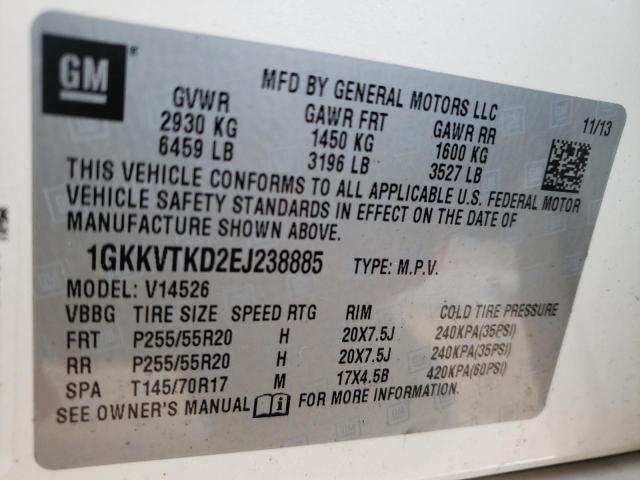 GM
MFD BY GENERAL MOTORS LLC
11/13
GVWR GAWR FRT GAWR RR
2930 KG 1450 KG 1600 KG
6459 LB 3196 LB 3527 LB
THIS VEHICLE CONFORMS TO ALL APPLICABLE U.S. FEDERAL MOTOR
VEHICLE SAFETY STANDARDS IN EFFECT ON THE DATE OF
MANUFACTURE SHOWN ABOVE.
1GKKVTKD2EJ238885 TYPE: M.P.V.
MODEL: V14526
VBBG TIRE SIZE SPEED RTG RIM COLD TIRE PRESSURE
FRT P255/55R20 H 20X7.5J 240KPA(35PSI)
RR P255/55R20 H 20X7.5J 240KPA(35PSI)
SPA T145/70R17 M 17X4.5B 420KPA(60PSI)
SEE OWNER'S MANUAL FOR MORE INFORMATION.